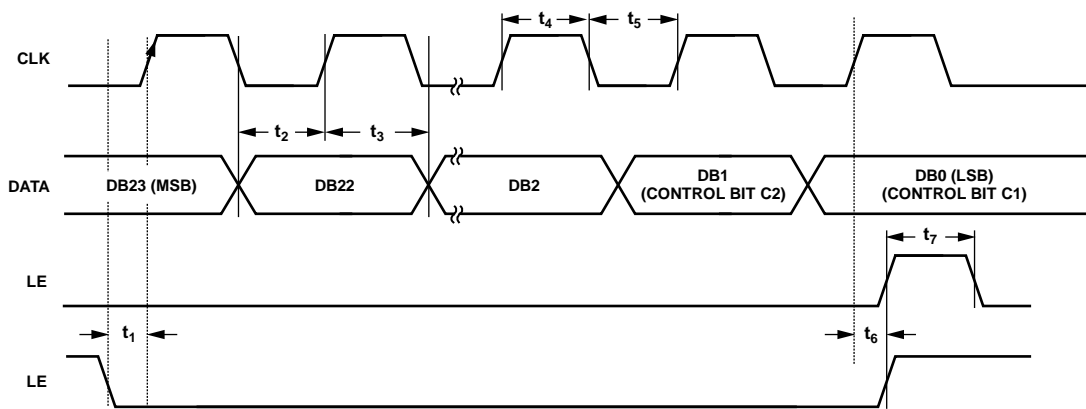 CLK
t4
t5
t2
t3
DATA
DB23 (MSB)
DB22
DB2
DB1
(CONTROL BIT C2)
DB0 (LSB)
(CONTROL BIT C1)
t7
LE
t1
t6
LE